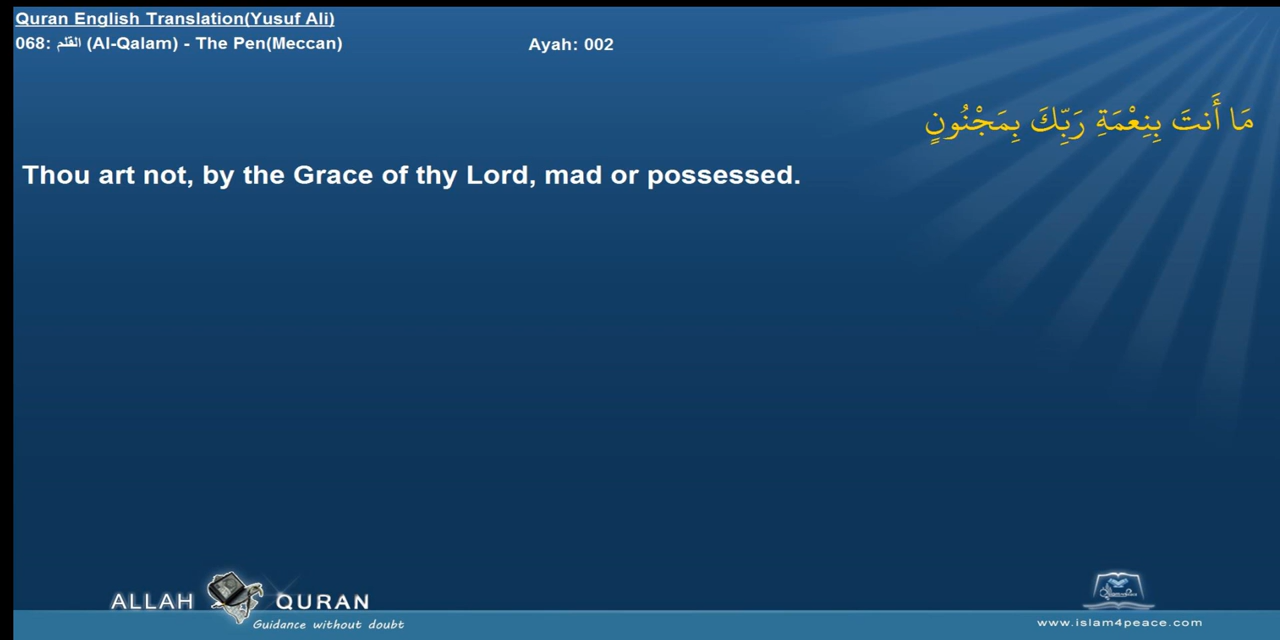 Quran English Translation(Yusuf Ali)
068: القلم (Al-Qalam) - The Pen(Meccan)
Ayah: 002
مَا أَنتَ بِنِعْمَةِ رَبِّكَ بِمَجْنُونٍ
Thou art not, by the Grace of thy Lord, mad or possessed.
ALLAH QURAN
Guidance without doubt
www.islam4peace.com